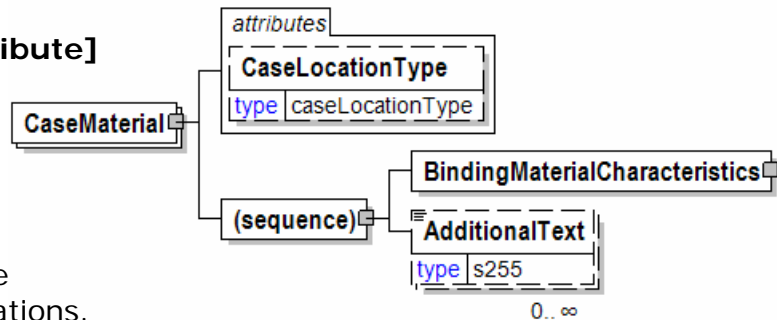 ibute]
attributes
CaseLocationType
type caseLocationType
CaseMaterial
BindingMaterialCharacteristics
(sequence)
AdditionalText
type s255
0..∞
e
ations.